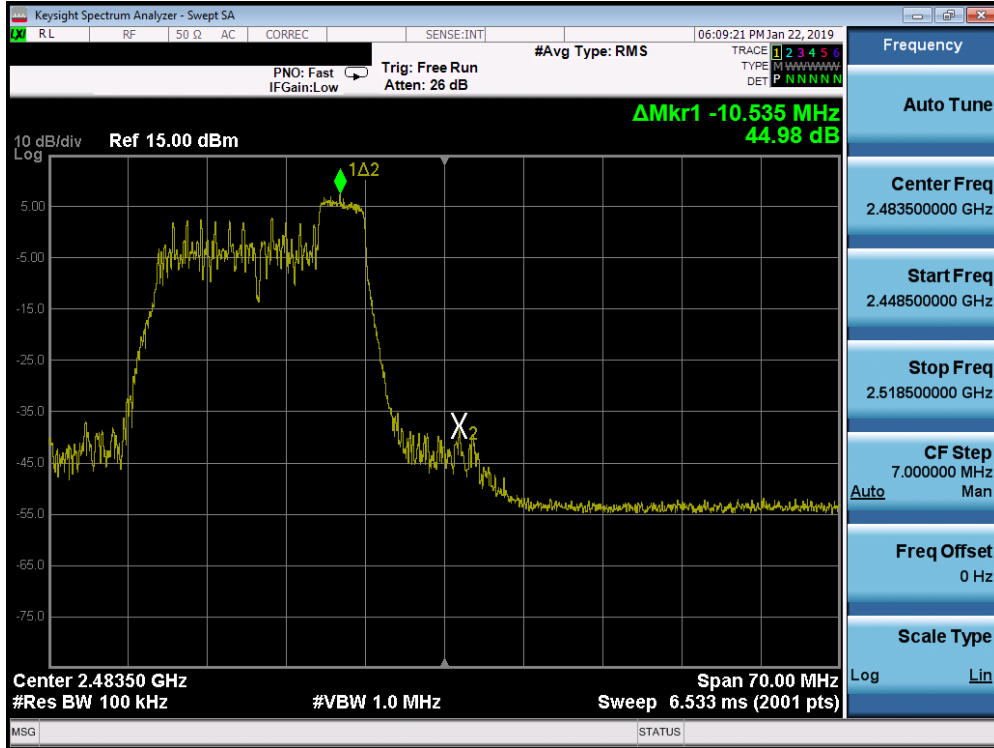 Keysight Spectrum Analyzer - Swept SA
LXI RL RF 50 Ω AC CORREC SENSE:INT 06:09:21 PM Jan 22, 2019
#Avg Type: RMS
TRACE 1 2 3 4 5 6
TYPE M WWWWW
DET P N N N N N
PNO: Fast
IFGain:Low
Trig: Free Run
Atten: 26 dB
ΔMkr1 -10.535 MHz
44.98 dB
10 dB/div Ref 15.00 dBm
Log
1Δ2
5.00
-5.00
-15.0
-25.0
-35.0
X2
-45.0
-55.0
-65.0
-75.0
Center 2.48350 GHz Span 70.00 MHz
#Res BW 100 kHz #VBW 1.0 MHz Sweep 6.533 ms (2001 pts)
MSG STATUS
Frequency
Auto Tune
Center Freq
2.483500000 GHz
Start Freq
2.448500000 GHz
Stop Freq
2.518500000 GHz
CF Step
7.000000 MHz
Auto Man
Freq Offset
0 Hz
Scale Type
Log Lin